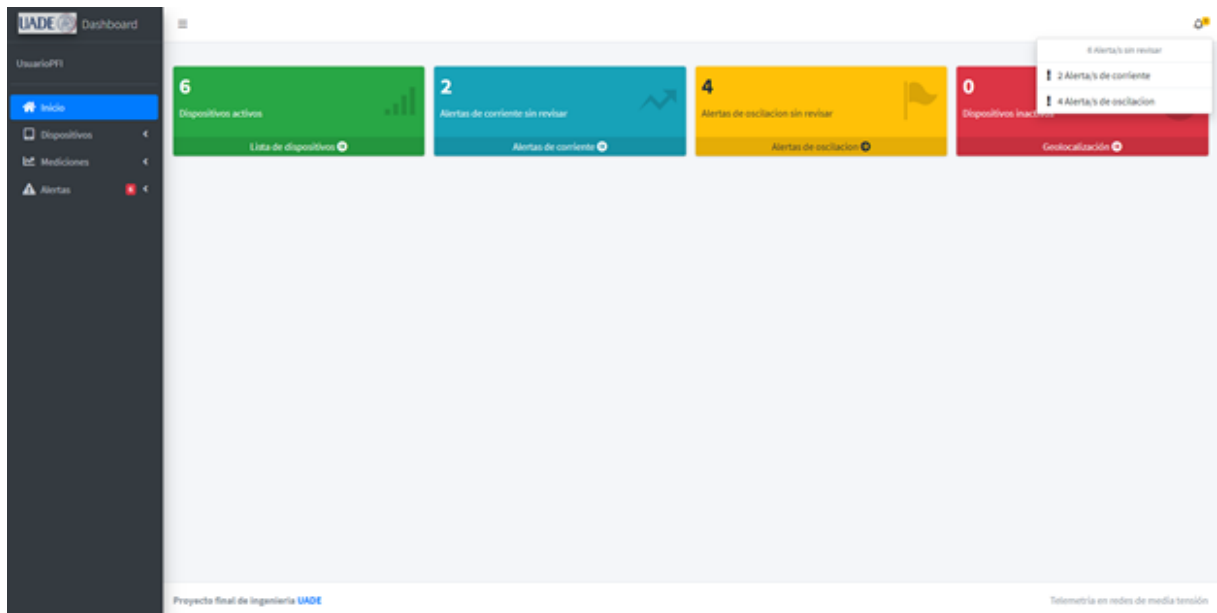 UADE Dashboard
UsuarioPFI
Inicio
Dispositivos
Mediciones
Alertas
6
Dispositivos activos
Lista de dispositivos
2
Alertas de corriente sin revisar
Alertas de corriente
4
Alertas de oscilacion sin revisar
Alertas de oscilacion
0
Dispositivos
Geolocalización
6 Alerta/s sin revisar
2 Alerta/s de corriente
4 Alerta/s de oscilacion
Proyecto final de ingenieria UADE
Telemetría en redes de media tensión